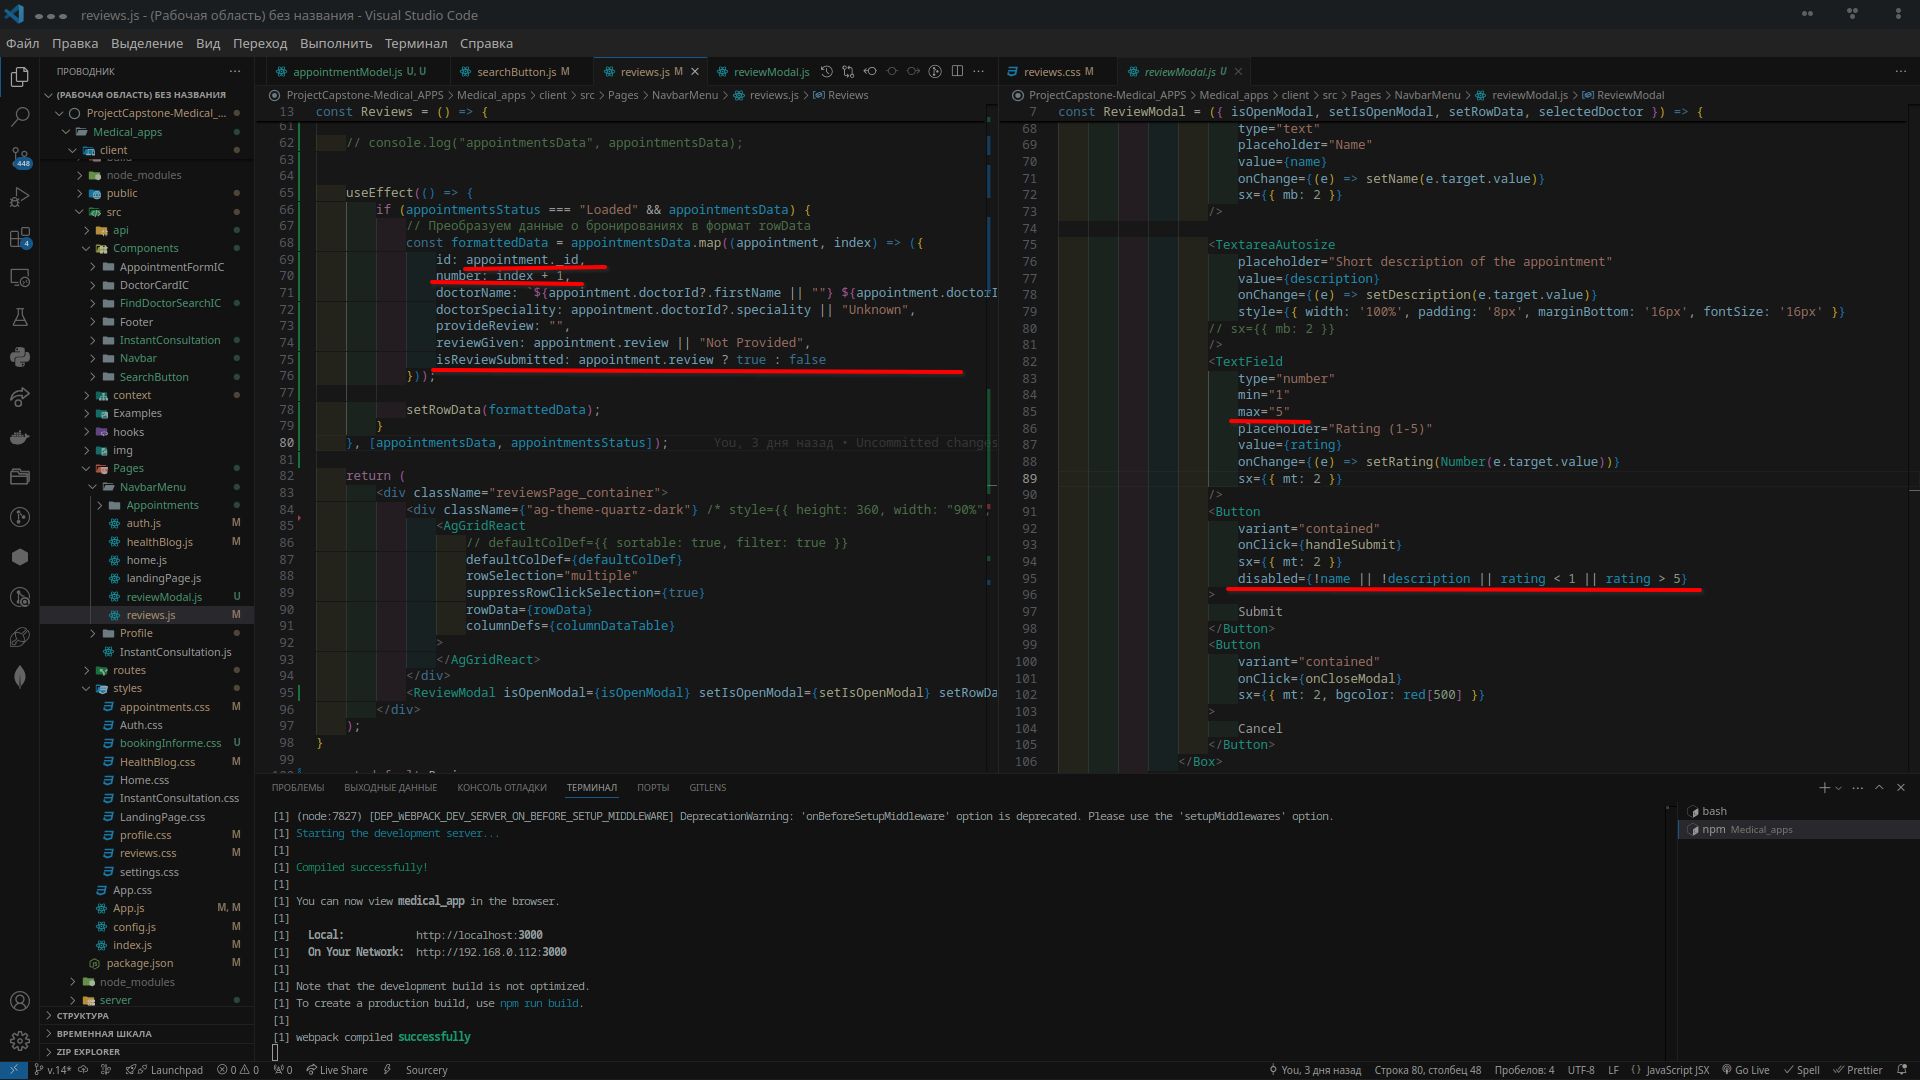 reviews.js - (Рабочая область) без названия - Visual Studio Code
Файл Правка Выделение Вид Переход Выполнить Терминал Справка
ПРОВОДНИК
(РАБОЧАЯ ОБЛАСТЬ) БЕЗ НАЗВАНИЯ
ProjectCapstone-Medical_...
Medical_apps
client
build
node_modules
public
src
api
Components
AppointmentFormIC
DoctorCardIC
FindDoctorSearchIC
Footer
InstantConsultation
Navbar
SearchButton
context
Examples
hooks
img
Pages
NavbarMenu
Appointments
auth.js M
healthBlog.js M
home.js
landingPage.js
reviewModal.js U
reviews.js M
Profile
InstantConsultation.js
routes
styles
appointments.css M
Auth.css
bookingInforme.css U
HealthBlog.css M
Home.css
InstantConsultation.css
LandingPage.css
profile.css M
reviews.css M
settings.css
App.css
App.js M, M
config.js M
index.js M
package.json M
node_modules
server
СТРУКТУРА
ВРЕМЕННАЯ ШКАЛА
ZIP EXPLORER
448
4
appointmentModel.js U, U searchButton.js M reviews.js M reviewModal.js
ProjectCapstone-Medical_APPS > Medical_apps > client > src > Pages > NavbarMenu > reviews.js > Reviews
13 const Reviews = () => {
61
62 // console.log("appointmentsData", appointmentsData);
63
64
65 useEffect(() => {
66 if (appointmentsStatus === "Loaded" && appointmentsData) {
67 // Преобразуем данные о бронированиях в формат rowData
68 const formattedData = appointmentsData.map((appointment, index) => ({
69 id: appointment._id,
70 number: index + 1,
71 doctorName: `${appointment.doctorId?.firstName || ""} ${appointment.doctorI
72 doctorSpeciality: appointment.doctorId?.speciality || "Unknown",
73 provideReview: "",
74 reviewGiven: appointment.review || "Not Provided",
75 isReviewSubmitted: appointment.review ? true : false
76 }));
77
78 setRowData(formattedData);
79 }
80 }, [appointmentsData, appointmentsStatus]); You, 3 дня назад • Uncommitted changes
81
82 return (
83 <div className="reviewsPage_container">
84 <div className={"ag-theme-quartz-dark"} /* style={{ height: 360, width: "90%",
85 <AgGridReact
86 // defaultColDef={{ sortable: true, filter: true }}
87 defaultColDef={defaultColDef}
88 rowSelection="multiple"
89 suppressRowClickSelection={true}
90 rowData={rowData}
91 columnDefs={columnDataTable}
92 >
93 </AgGridReact>
94 </div>
95 <ReviewModal isOpenModal={isOpenModal} setIsOpenModal={setIsOpenModal} setRowDa
96 </div>
97 );
98 }
99
reviews.css M reviewModal.js U
ProjectCapstone-Medical_APPS > Medical_apps > client > src > Pages > NavbarMenu > reviewModal.js > ReviewModal
7 const ReviewModal = ({ isOpenModal, setIsOpenModal, setRowData, selectedDoctor }) => {
68 type="text"
69 placeholder="Name"
70 value={name}
71 onChange={(e) => setName(e.target.value)}
72 sx={{ mb: 2 }}
73 />
74
75 <TextareaAutosize
76 placeholder="Short description of the appointment"
77 value={description}
78 onChange={(e) => setDescription(e.target.value)}
79 style={{ width: '100%', padding: '8px', marginBottom: '16px', fontSize: '16px' }}
80 // sx={{ mb: 2 }}
81 />
82 <TextField
83 type="number"
84 min="1"
85 max="5"
86 placeholder="Rating (1-5)"
87 value={rating}
88 onChange={(e) => setRating(Number(e.target.value))}
89 sx={{ mt: 2 }}
90 />
91 <Button
92 variant="contained"
93 onClick={handleSubmit}
94 sx={{ mt: 2 }}
95 disabled={!name || !description || rating < 1 || rating > 5}
96 >
97 Submit
98 </Button>
99 <Button
100 variant="contained"
101 onClick={onCloseModal}
102 sx={{ mt: 2, bgcolor: red[500] }}
103 >
104 Cancel
105 </Button>
106 </Box>
ПРОБЛЕМЫ ВЫХОДНЫЕ ДАННЫЕ КОНСОЛЬ ОТЛАДКИ ТЕРМИНАЛ ПОРТЫ GITLENS
[1] (node:7827) [DEP_WEBPACK_DEV_SERVER_ON_BEFORE_SETUP_MIDDLEWARE] DeprecationWarning: 'onBeforeSetupMiddleware' option is deprecated. Please use the 'setupMiddlewares' option.
[1] Starting the development server...
[1]
[1] Compiled successfully!
[1]
[1] You can now view medical_app in the browser.
[1]
[1] Local: http://localhost:3000
[1] On Your Network: http://192.168.0.112:3000
[1]
[1] Note that the development build is not optimized.
[1] To create a production build, use npm run build.
[1]
[1] webpack compiled successfully
bash
npm Medical_apps
v.14* Launchpad 0 0 0 Live Share Sourcery
You, 3 дня назад Строка 80, столбец 48 Пробелов: 4 UTF-8 LF {} JavaScript JSX Go Live Spell Prettier